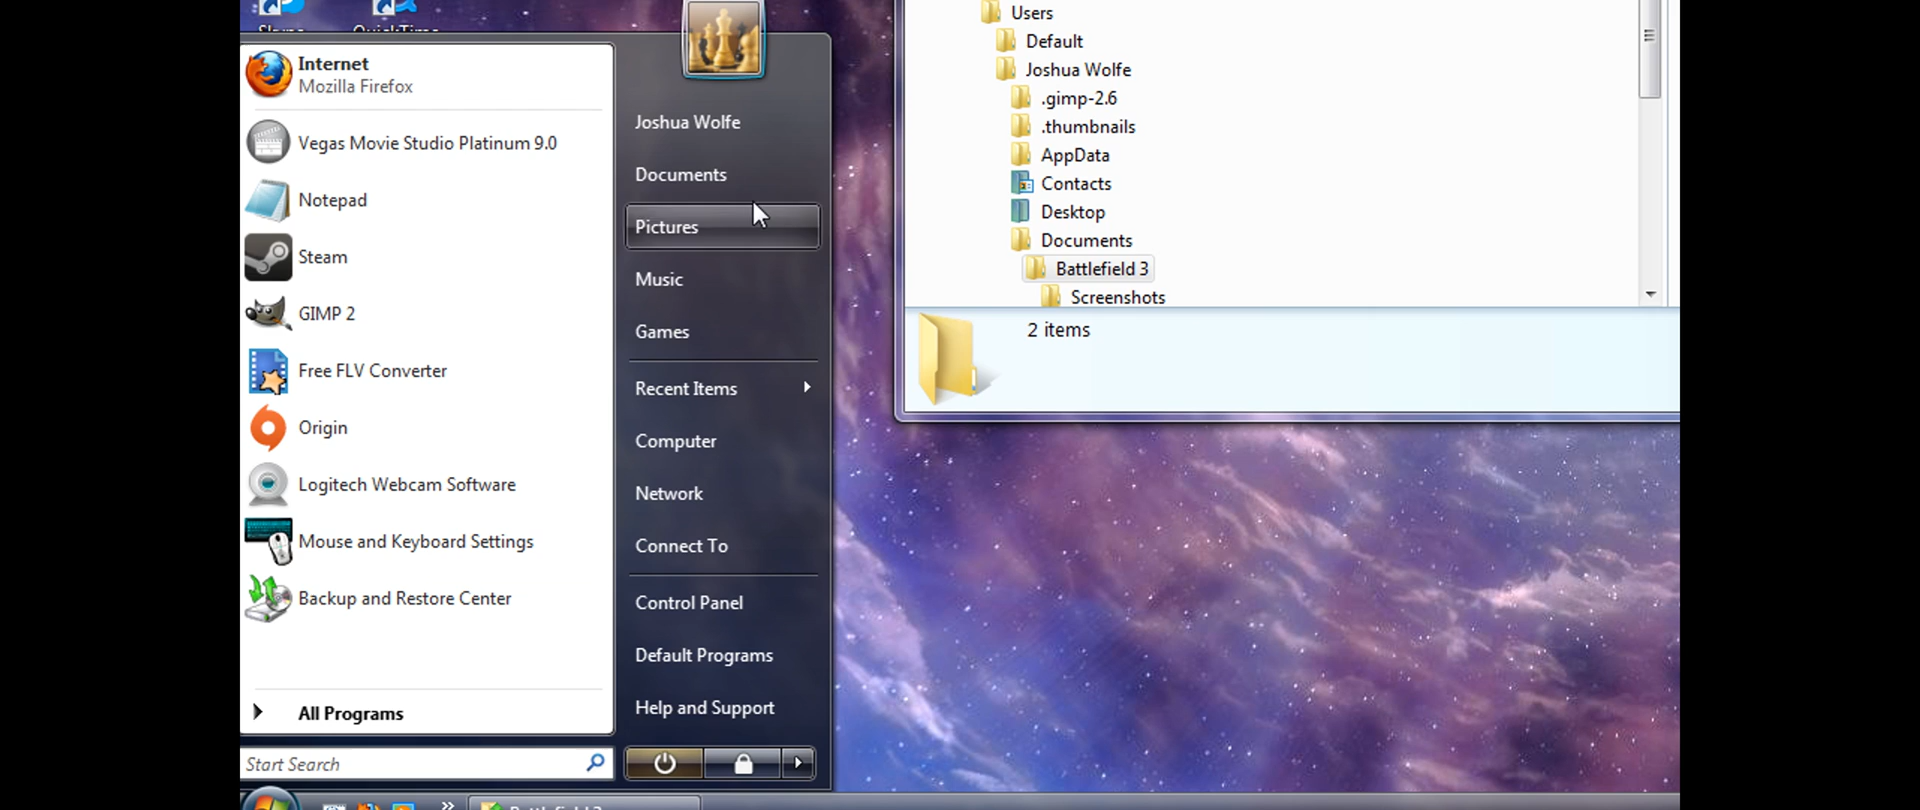 Internet
Mozilla Firefox
Vegas Movie Studio Platinum 9.0
Notepad
Steam
GIMP 2
Free FLV Converter
Origin
Logitech Webcam Software
Mouse and Keyboard Settings
Backup and Restore Center
All Programs
Start Search
Joshua Wolfe
Documents
Pictures
Music
Games
Recent Items
Computer
Network
Connect To
Control Panel
Default Programs
Help and Support
Users
Default
Joshua Wolfe
.gimp-2.6
.thumbnails
AppData
Contacts
Desktop
Documents
Battlefield 3
Screenshots
2 items